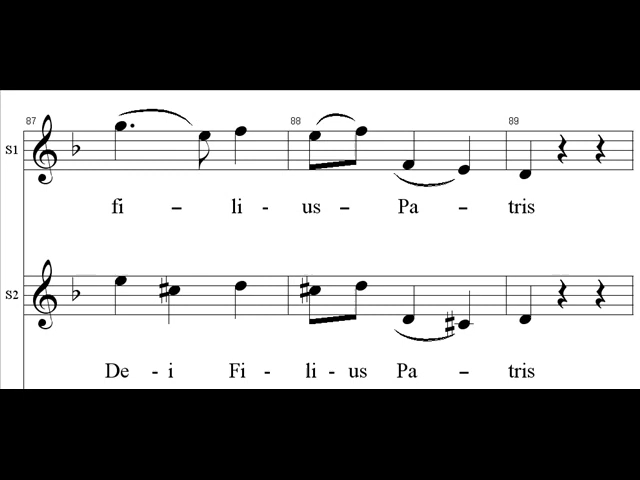 87 88 89
S1
fi – li - us – Pa – tris
S2
De - i Fi - li - us Pa – tris